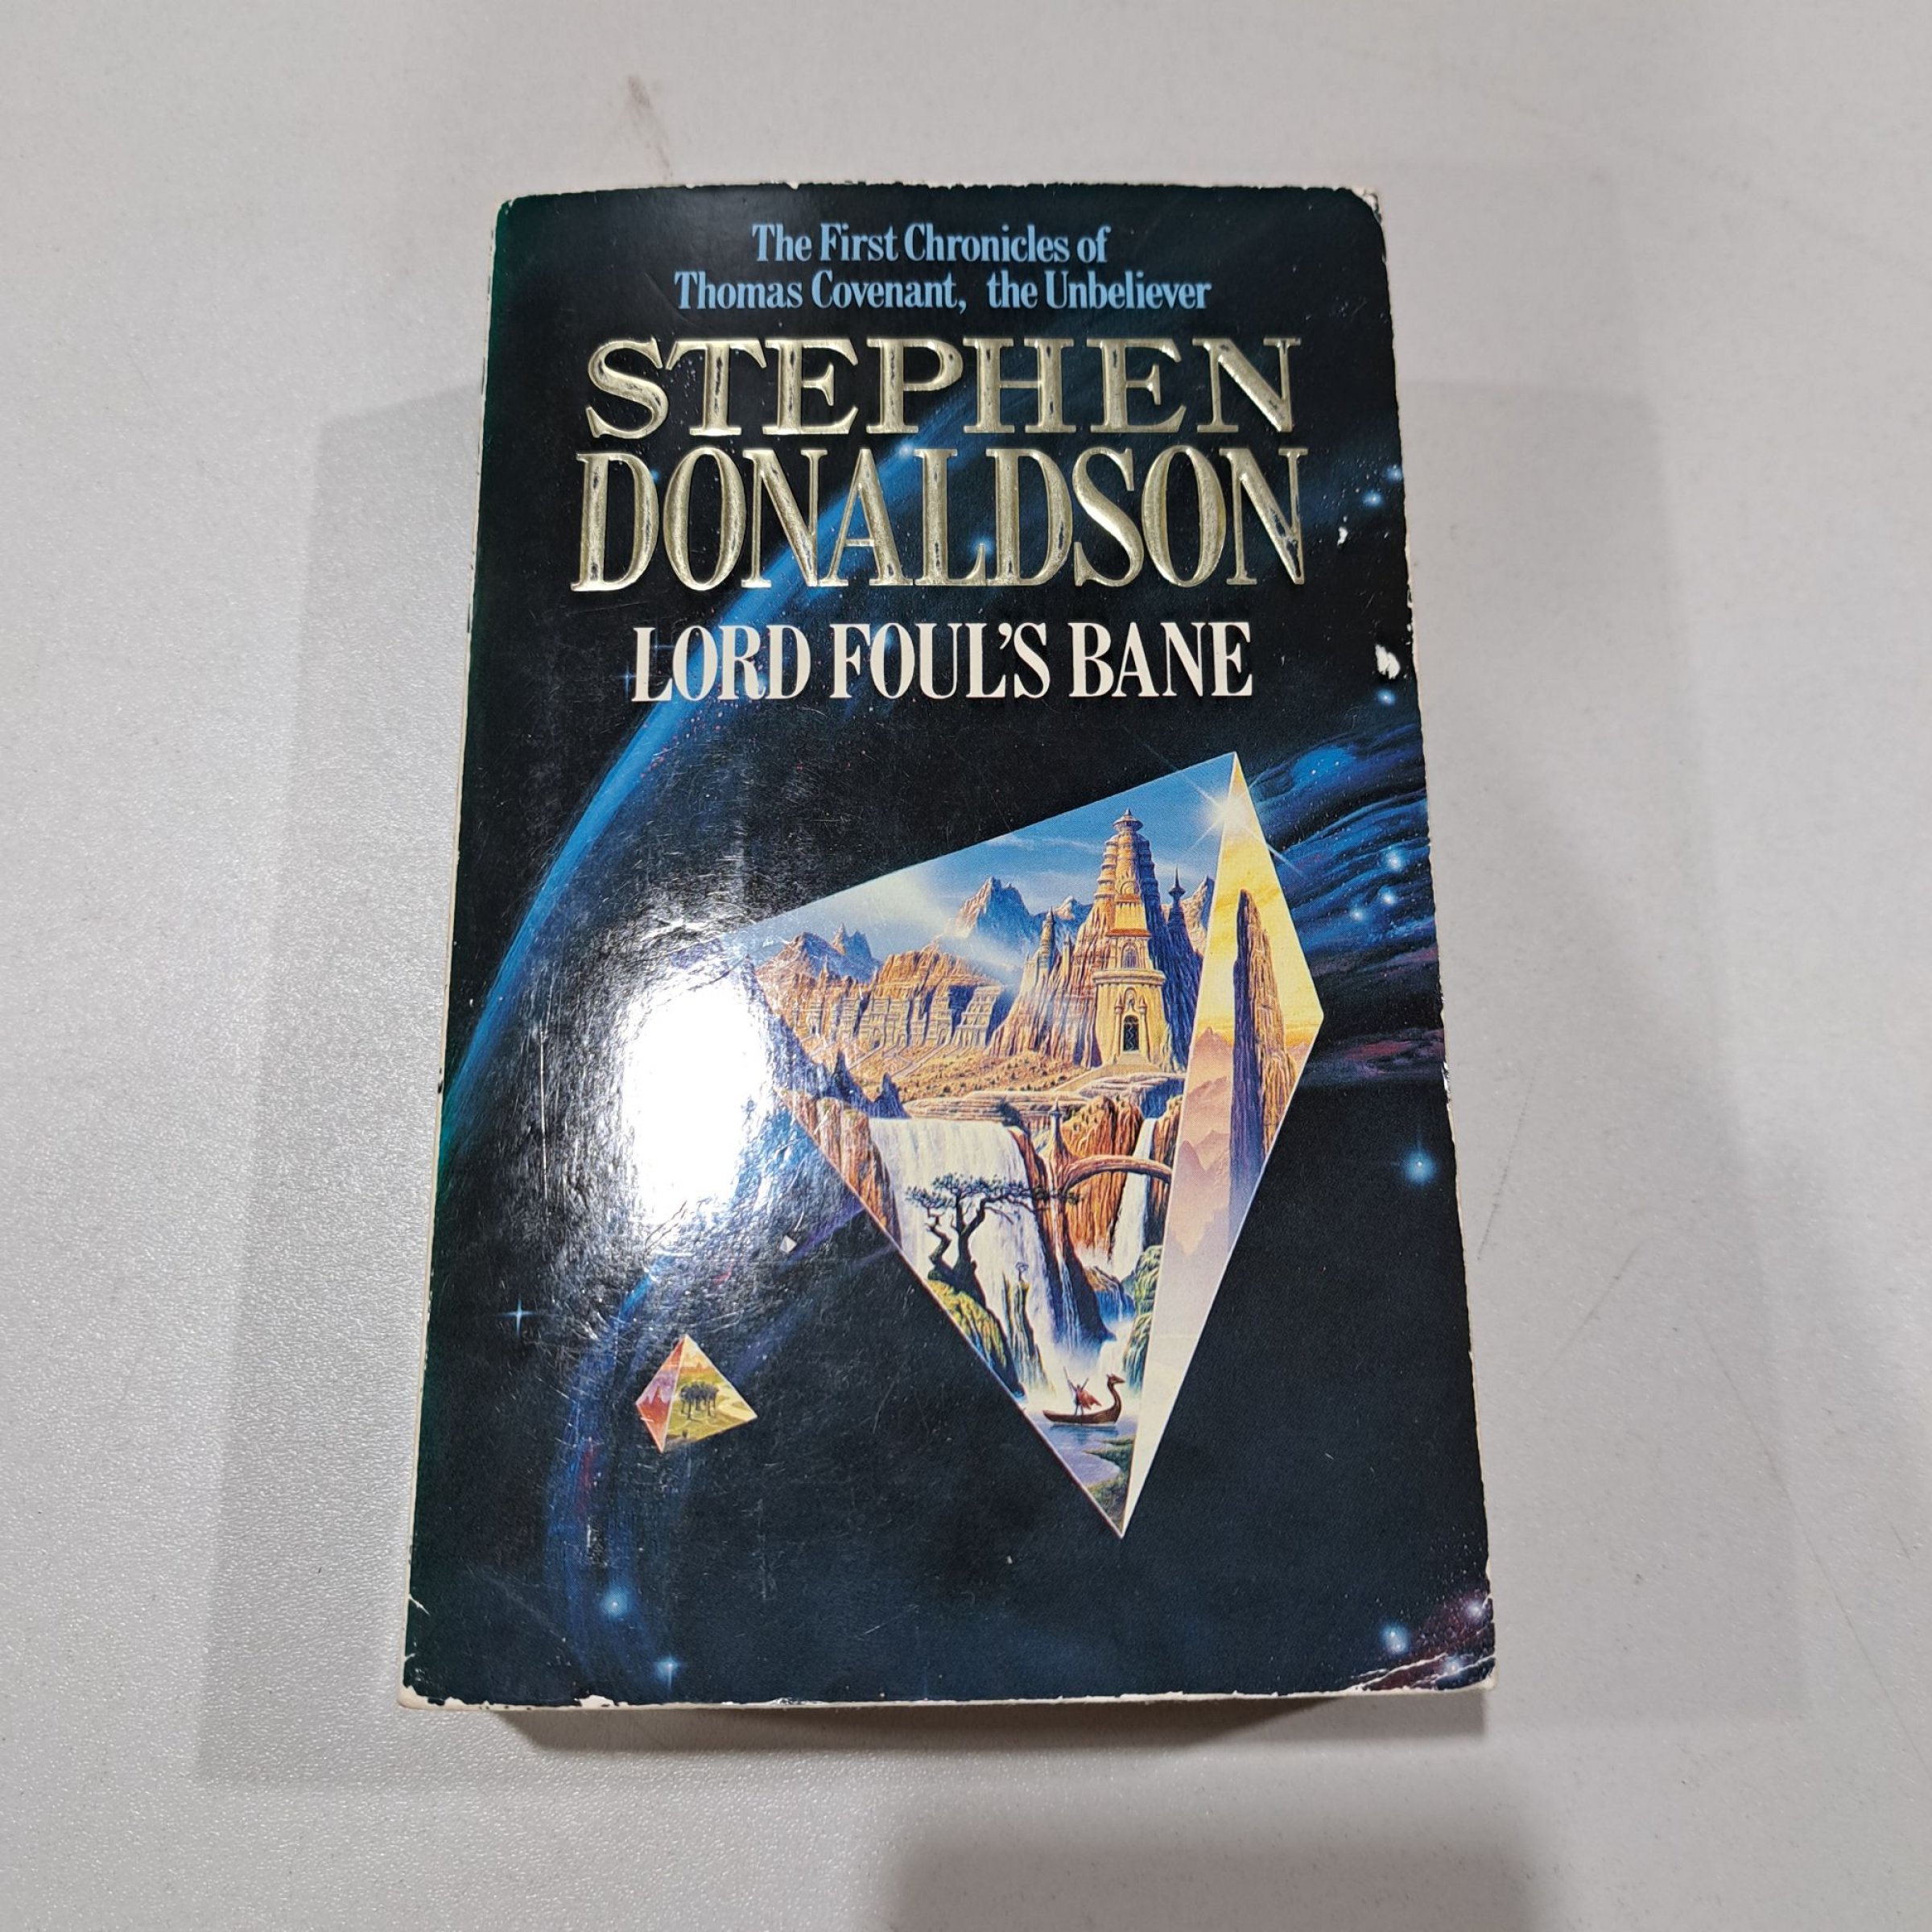 The First Chronicles of
Thomas Covenant, the Unbeliever
STEPHEN
DONALDSON
LORD FOUL'S BANE